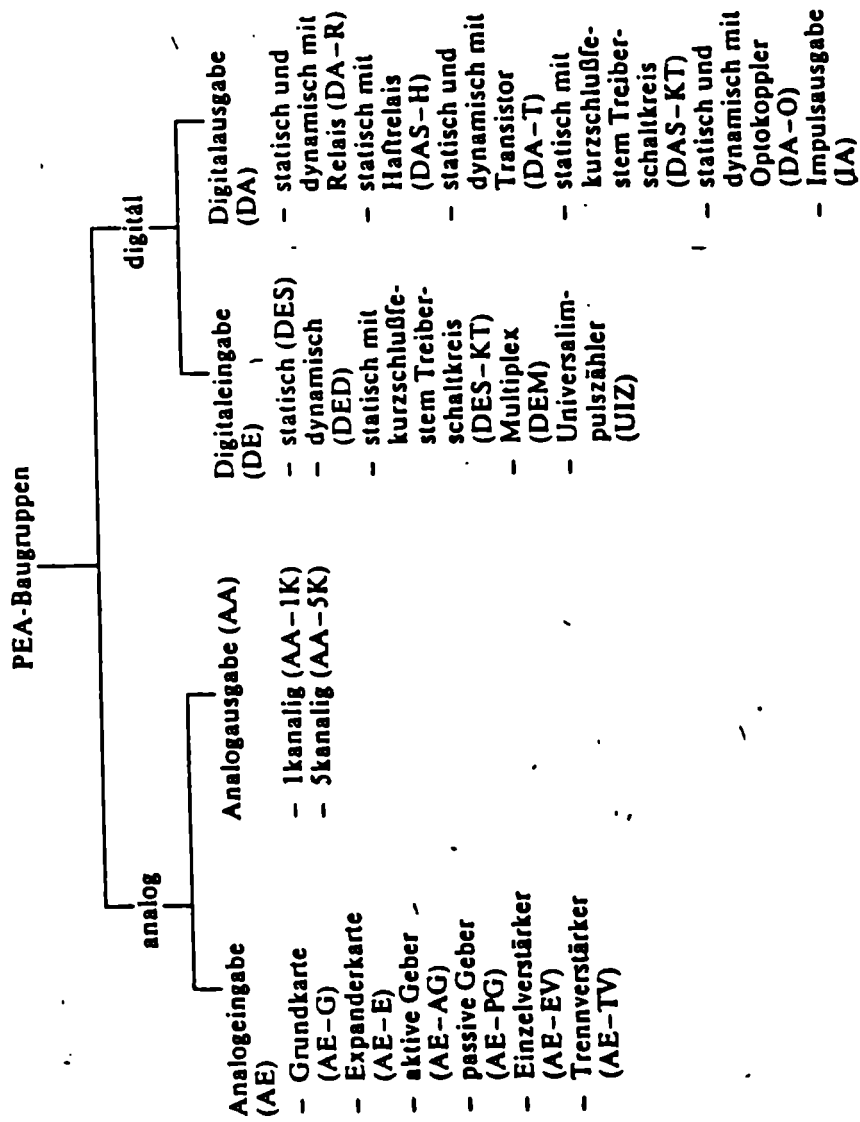 PEA-Baugruppen
analog
digital
Analogeingabe
(AE)
– Grundkarte
(AE–G)
– Expanderkarte
(AE–E)
– aktive Geber
(AE–AG)
– passive Geber
(AE–PG)
– Einzelverstärker
(AE–EV)
– Trennverstärker
(AE–TV)
Analogausgabe (AA)
– 1kanalig (AA–1K)
– 5kanalig (AA–5K)
Digitaleingabe
(DE)
– statisch (DES)
– dynamisch
(DED)
– statisch mit
kurzschlußfe-
stem Treiber-
schaltkreis
(DES–KT)
– Multiplex
(DEM)
– Universalim-
pulszähler
(UIZ)
Digitalausgabe
(DA)
– statisch und
dynamisch mit
Relais (DA–R)
– statisch mit
Haftrelais
(DAS–H)
– statisch und
dynamisch mit
Transistor
(DA–T)
– statisch mit
kurzschlußfe-
stem Treiber-
schaltkreis
(DAS–KT)
– statisch und
dynamisch mit
Optokoppler
(DA–O)
– Impulsausgabe
(IA)